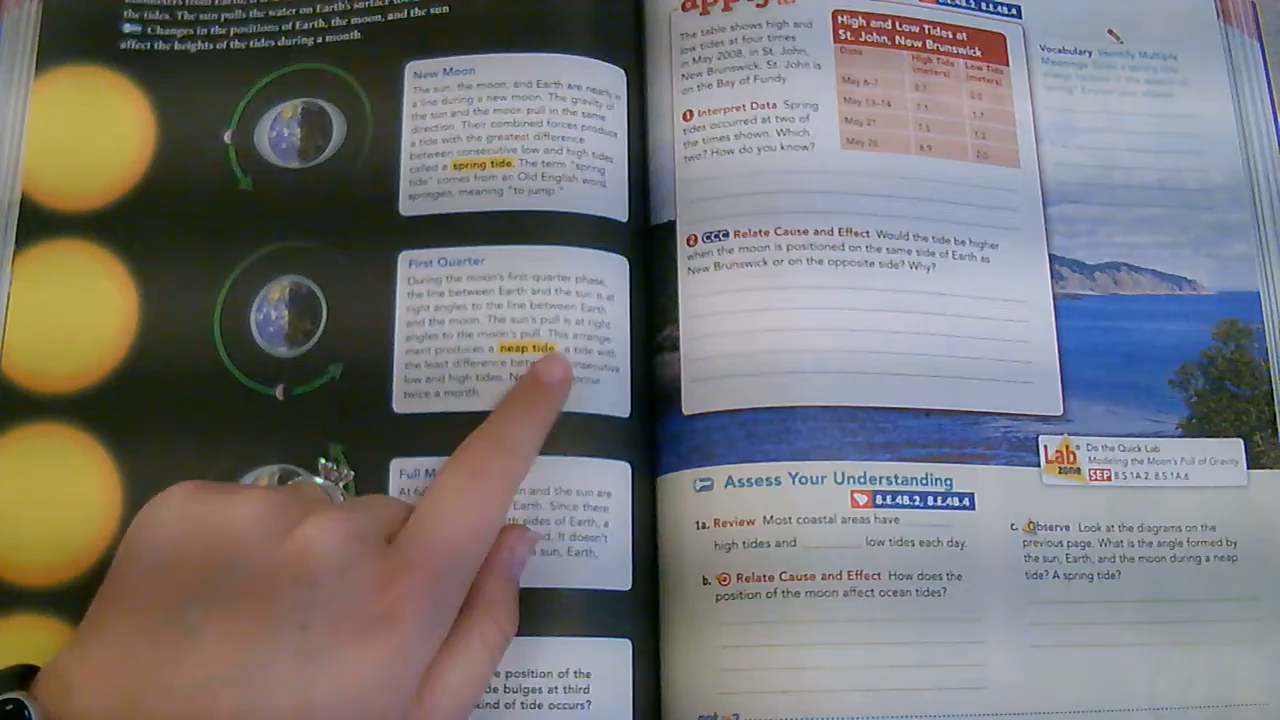 the tides. The sun pulls the water on Earth's surface
Changes in the positions of Earth, the moon, and the sun
affect the heights of the tides during a month.
New Moon
The sun, the moon, and Earth are nearly in
a line during a new moon. The gravity of
the sun and the moon pull in the same
direction. Their combined forces produce
a tide with the greatest difference
between consecutive low and high tides
called a spring tide. The term "spring
tide" comes from an Old English word,
springen, meaning "to jump."
First Quarter
During the moon's first-quarter phase,
the line between Earth and the sun is at
right angles to the line between Earth
and the moon. The sun's pull is at right
angles to the moon's pull. This arrange-
ment produces a neap tide, a tide with
the least difference between consecutive
low and high tides.
twice a month.
Full
At and the sun are
Earth. Since there
sides of Earth, a
It doesn't
sun, Earth,
position of the
bulges at third
kind of tide occurs?
apply it
8.E.4B.2, 8.E.4B.4
The table shows high and
low tides at four times
in May 2008, in St. John,
New Brunswick. St. John is
on the Bay of Fundy
High and Low Tides at
St. John, New Brunswick
Date High Tide (meters) Low Tide (meters)
May 6–7
May 13–14
May 21
May 26 6.9 2.0
1 Interpret Data Spring
tides occurred at two of
the times shown. Which
two? How do you know?
2 CCC Relate Cause and Effect Would the tide be higher
when the moon is positioned on the same side of Earth as
New Brunswick or on the opposite side? Why?
Vocabulary Identify Multiple
Meanings
Lab zone
Do the Quick Lab
Modeling the Moon's Pull of Gravity
SEP 8.S.1A.2, 8.S.1A.6
Assess Your Understanding
8.E.4B.2, 8.E.4B.4
1a. Review Most coastal areas have
high tides and low tides each day.
b. Relate Cause and Effect How does the
position of the moon affect ocean tides?
c. Observe Look at the diagrams on the
previous page. What is the angle formed by
the sun, Earth, and the moon during a neap
tide? A spring tide?